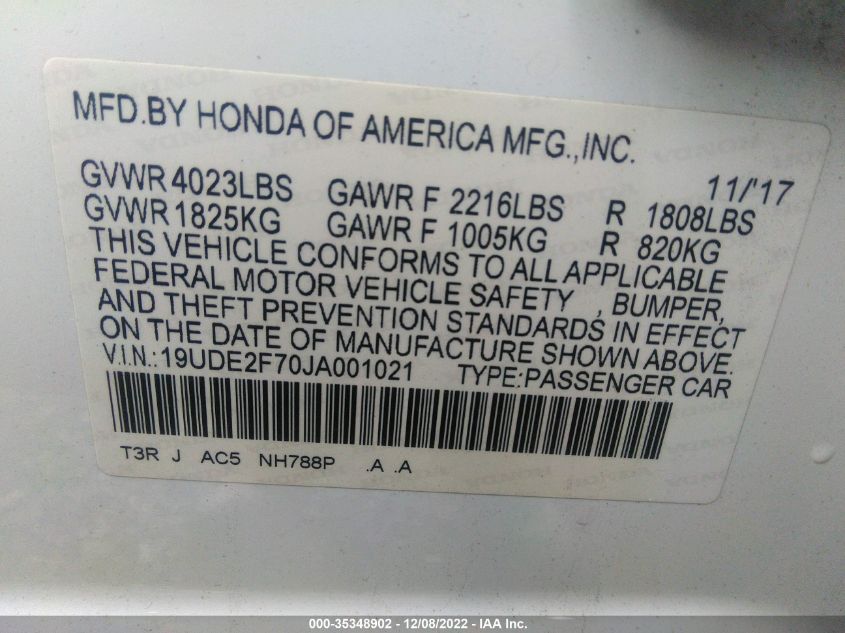 MFD.BY HONDA OF AMERICA MFG.,INC.
11/'17
GVWR 4023LBS GAWR F 2216LBS R 1808LBS
GVWR 1825KG GAWR F 1005KG R 820KG
THIS VEHICLE CONFORMS TO ALL APPLICABLE
FEDERAL MOTOR VEHICLE SAFETY , BUMPER,
AND THEFT PREVENTION STANDARDS IN EFFECT
ON THE DATE OF MANUFACTURE SHOWN ABOVE.
V.I.N.:19UDE2F70JA001021 TYPE:PASSENGER CAR
T3R J AC5 NH788P .A .A
000-35348902 - 12/08/2022 - IAA Inc.